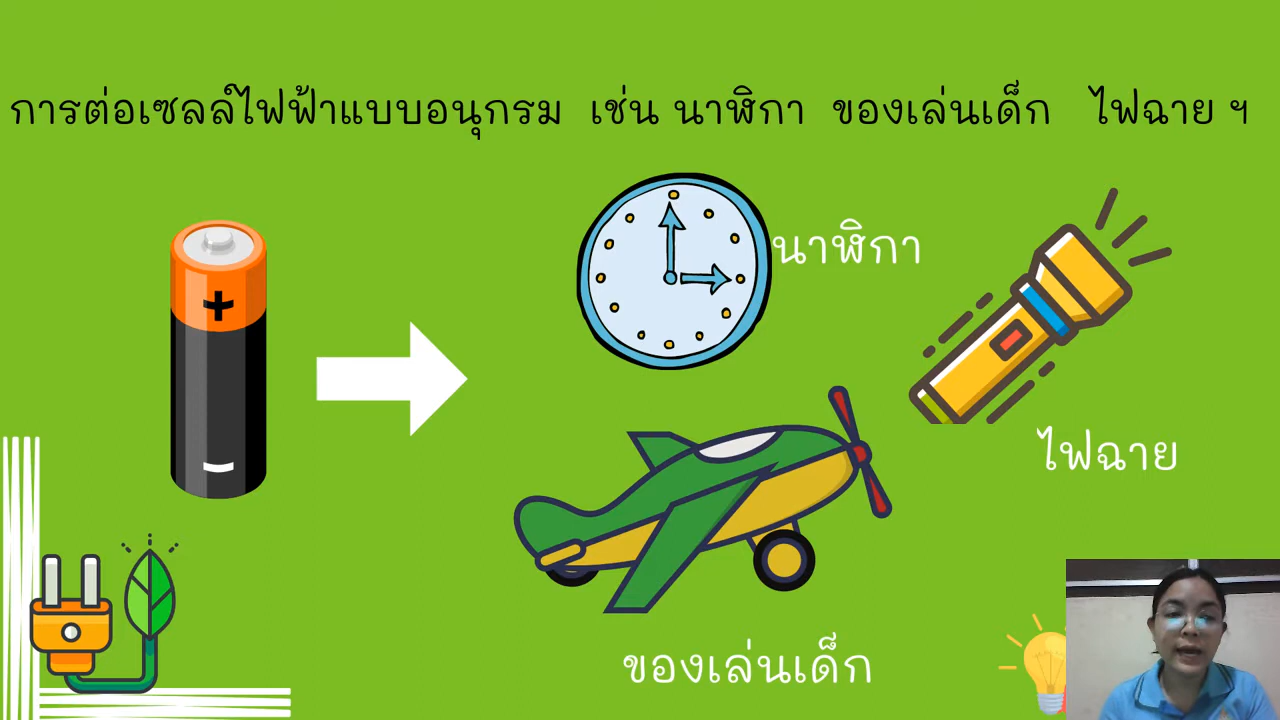 การต่อเซลล์ไฟฟ้าแบบอนุกรม เช่น นาฬิกา ของเล่นเด็ก ไฟฉาย ฯ
นาฬิกา
ไฟฉาย
ของเล่นเด็ก